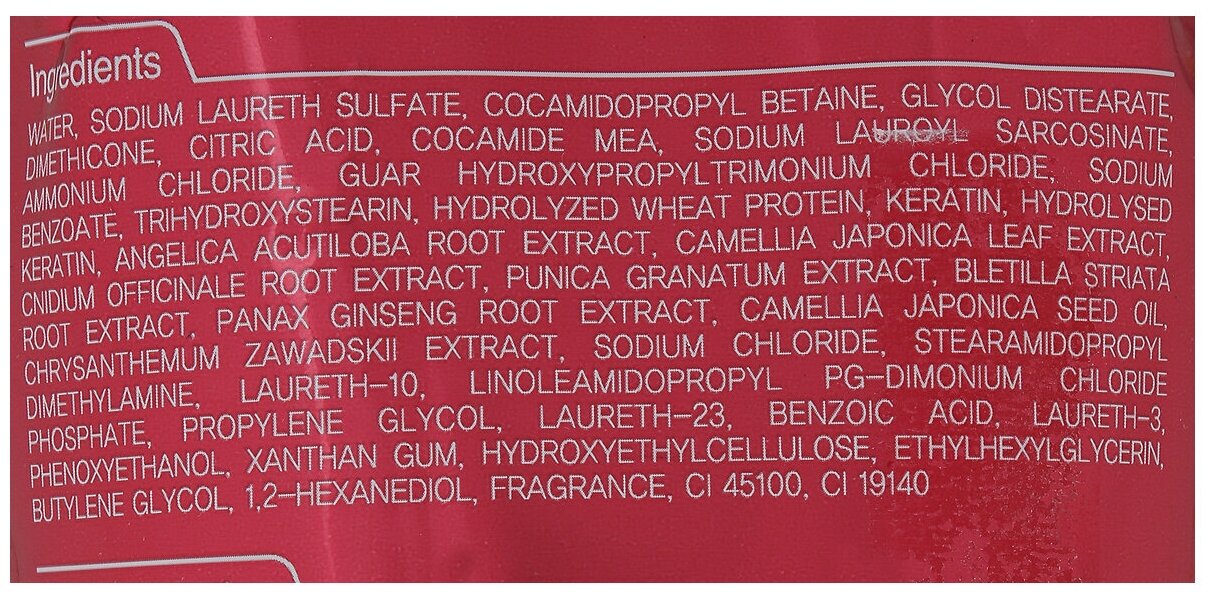 Ingredients
WATER, SODIUM LAURETH SULFATE, COCAMIDOPROPYL BETAINE, GLYCOL DISTEARATE,
DIMETHICONE, CITRIC ACID, COCAMIDE MEA, SODIUM LAUROYL SARCOSINATE,
AMMONIUM CHLORIDE, GUAR HYDROXYPROPYLTRIMONIUM CHLORIDE, SODIUM
BENZOATE, TRIHYDROXYSTEARIN, HYDROLYZED WHEAT PROTEIN, KERATIN, HYDROLYSED
KERATIN, ANGELICA ACUTILOBA ROOT EXTRACT, CAMELLIA JAPONICA LEAF EXTRACT,
CNIDIUM OFFICINALE ROOT EXTRACT, PUNICA GRANATUM EXTRACT, BLETILLA STRIATA
ROOT EXTRACT, PANAX GINSENG ROOT EXTRACT, CAMELLIA JAPONICA SEED OIL,
CHRYSANTHEMUM ZAWADSKII EXTRACT, SODIUM CHLORIDE, STEARAMIDOPROPYL
DIMETHYLAMINE, LAURETH-10, LINOLEAMIDOPROPYL PG-DIMONIUM CHLORIDE
PHOSPHATE, PROPYLENE GLYCOL, LAURETH-23, BENZOIC ACID, LAURETH-3,
PHENOXYETHANOL, XANTHAN GUM, HYDROXYETHYLCELLULOSE, ETHYLHEXYLGLYCERIN,
BUTYLENE GLYCOL, 1,2-HEXANEDIOL, FRAGRANCE, CI 45100, CI 19140